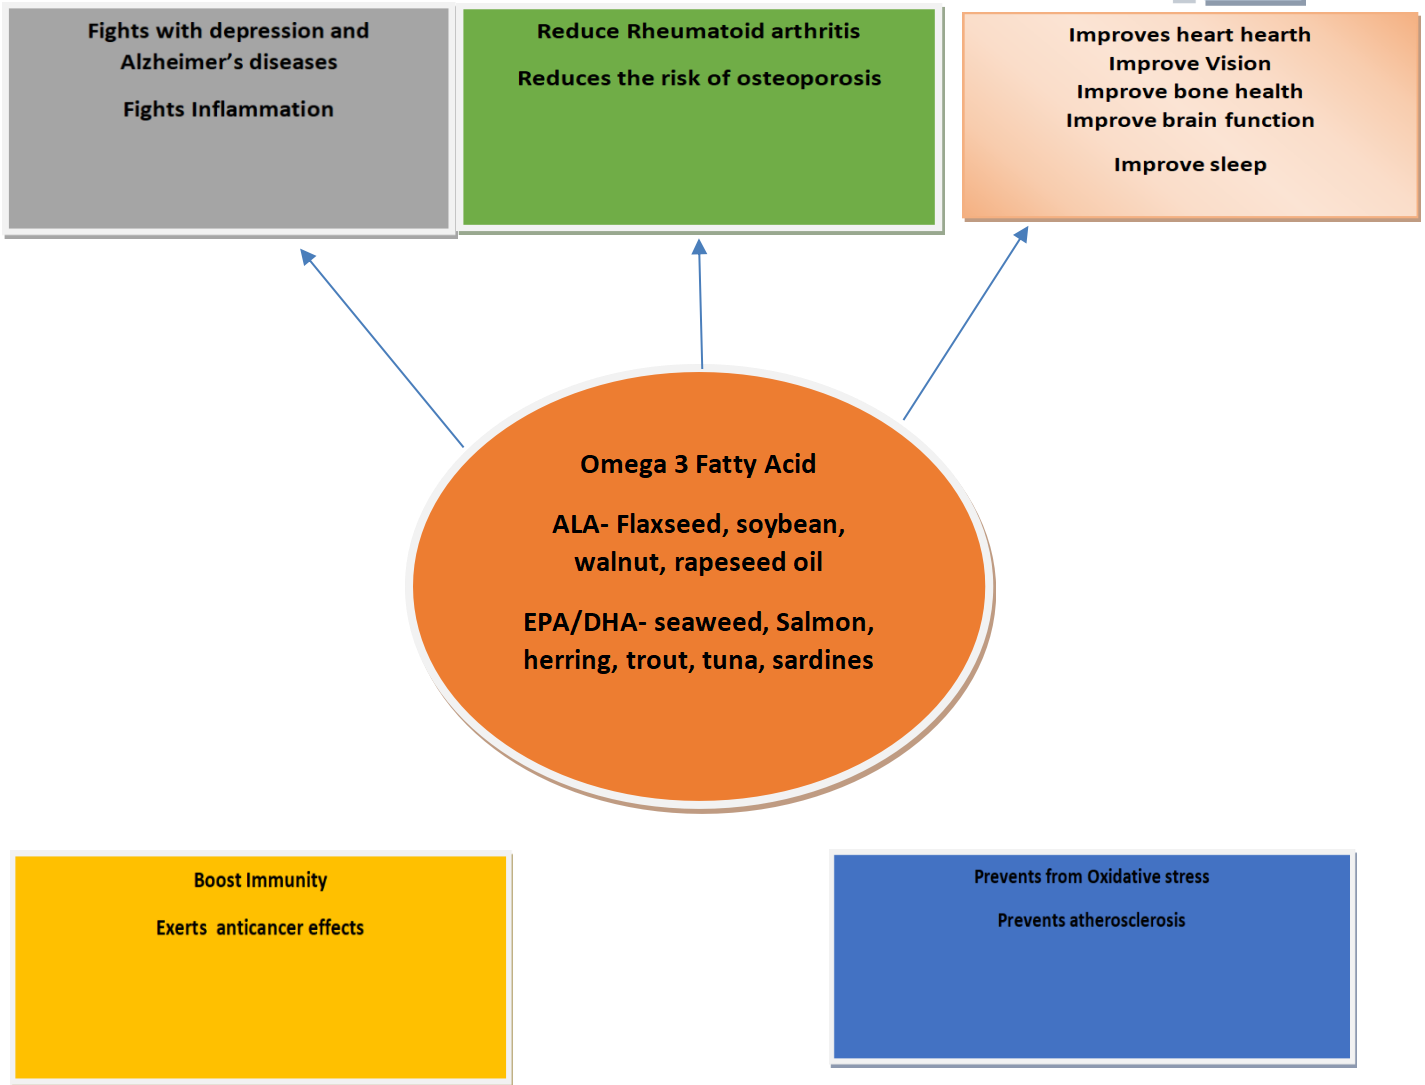 Fights with depression and
Alzheimer’s diseases
Fights Inflammation
Reduce Rheumatoid arthritis
Reduces the risk of osteoporosis
Improves heart hearth
Improve Vision
Improve bone health
Improve brain function
Improve sleep
Omega 3 Fatty Acid
ALA- Flaxseed, soybean,
walnut, rapeseed oil
EPA/DHA- seaweed, Salmon,
herring, trout, tuna, sardines
Boost Immunity
Exerts anticancer effects
Prevents from Oxidative stress
Prevents atherosclerosis